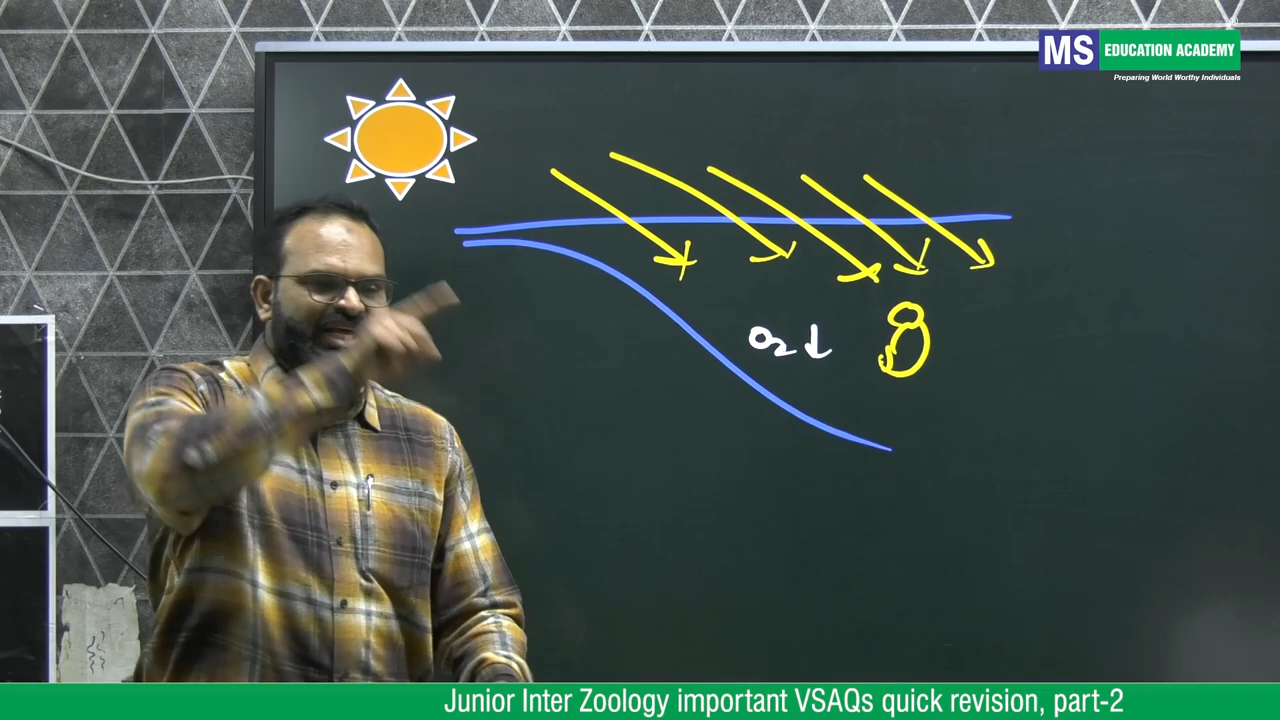 MS EDUCATION ACADEMY
Preparing World Worthy Individuals
O₂ ↓
Junior Inter Zoology important VSAQs quick revision, part-2